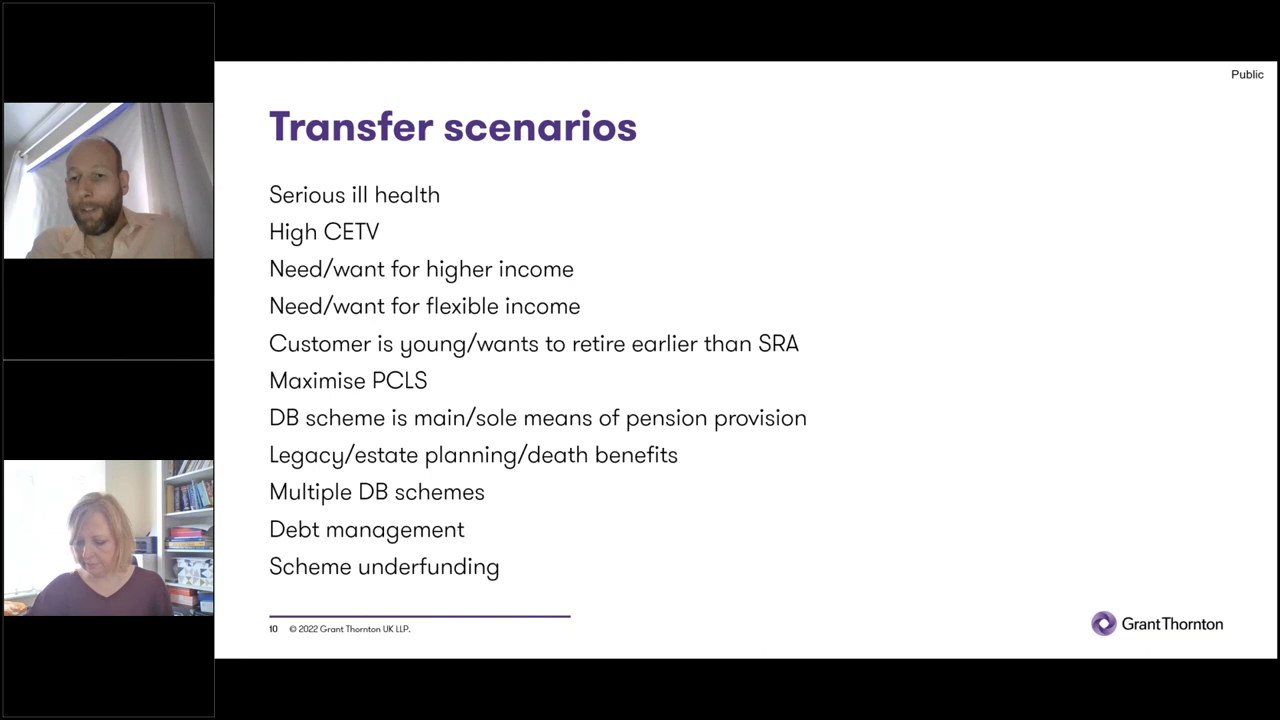 Public
Transfer scenarios
Serious ill health
High CETV
Need/want for higher income
Need/want for flexible income
Customer is young/wants to retire earlier than SRA
Maximise PCLS
DB scheme is main/sole means of pension provision
Legacy/estate planning/death benefits
Multiple DB schemes
Debt management
Scheme underfunding
10 © 2022 Grant Thornton UK LLP.
Grant Thornton